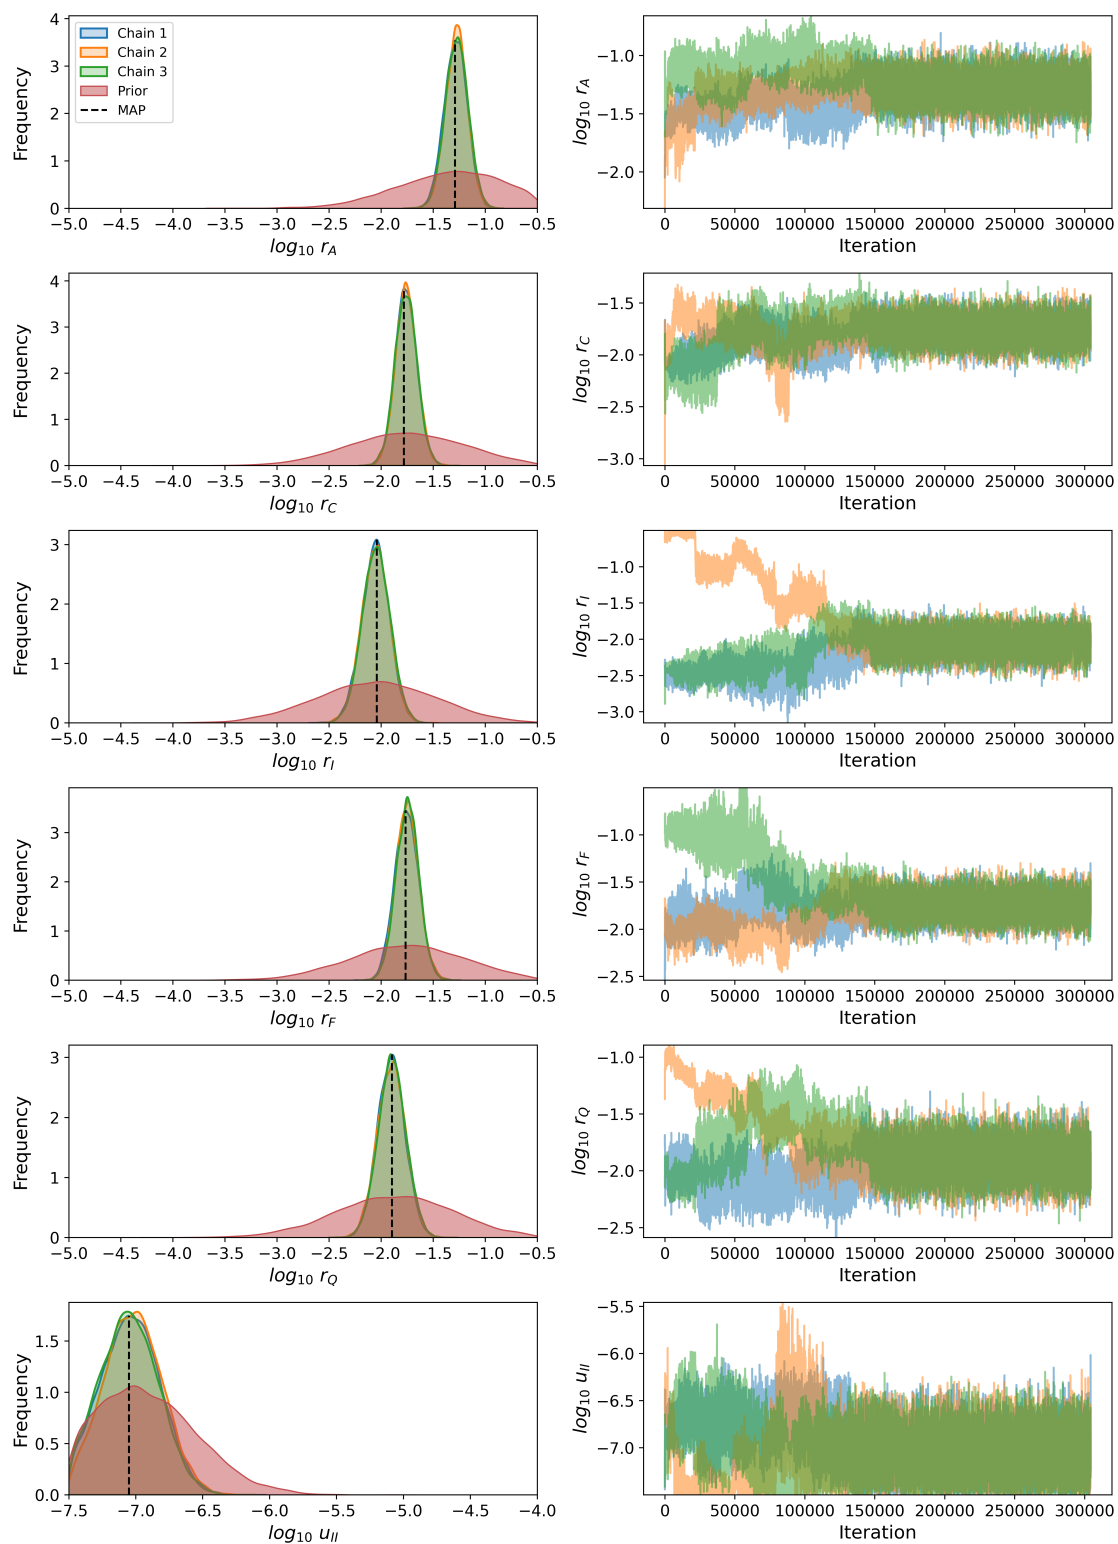 4
3
2
1
0
Frequency
Chain 1
Chain 2
Chain 3
Prior
MAP
−5.0 −4.5 −4.0 −3.5 −3.0 −2.5 −2.0 −1.5 −1.0 −0.5
log₁₀ r_A
−1.0
−1.5
−2.0
log₁₀ r_A
0 50000 100000 150000 200000 250000 300000
Iteration
4
3
2
1
0
Frequency
−5.0 −4.5 −4.0 −3.5 −3.0 −2.5 −2.0 −1.5 −1.0 −0.5
log₁₀ r_C
−1.5
−2.0
−2.5
−3.0
log₁₀ r_C
0 50000 100000 150000 200000 250000 300000
Iteration
3
2
1
0
Frequency
−5.0 −4.5 −4.0 −3.5 −3.0 −2.5 −2.0 −1.5 −1.0 −0.5
log₁₀ r_I
−1.0
−1.5
−2.0
−2.5
−3.0
log₁₀ r_I
0 50000 100000 150000 200000 250000 300000
Iteration
3
2
1
0
Frequency
−5.0 −4.5 −4.0 −3.5 −3.0 −2.5 −2.0 −1.5 −1.0 −0.5
log₁₀ r_F
−1.0
−1.5
−2.0
−2.5
log₁₀ r_F
0 50000 100000 150000 200000 250000 300000
Iteration
3
2
1
0
Frequency
−5.0 −4.5 −4.0 −3.5 −3.0 −2.5 −2.0 −1.5 −1.0 −0.5
log₁₀ r_Q
−1.0
−1.5
−2.0
−2.5
log₁₀ r_Q
0 50000 100000 150000 200000 250000 300000
Iteration
1.5
1.0
0.5
0.0
Frequency
−7.5 −7.0 −6.5 −6.0 −5.5 −5.0 −4.5 −4.0
log₁₀ u_II
−5.5
−6.0
−6.5
−7.0
log₁₀ u_II
0 50000 100000 150000 200000 250000 300000
Iteration